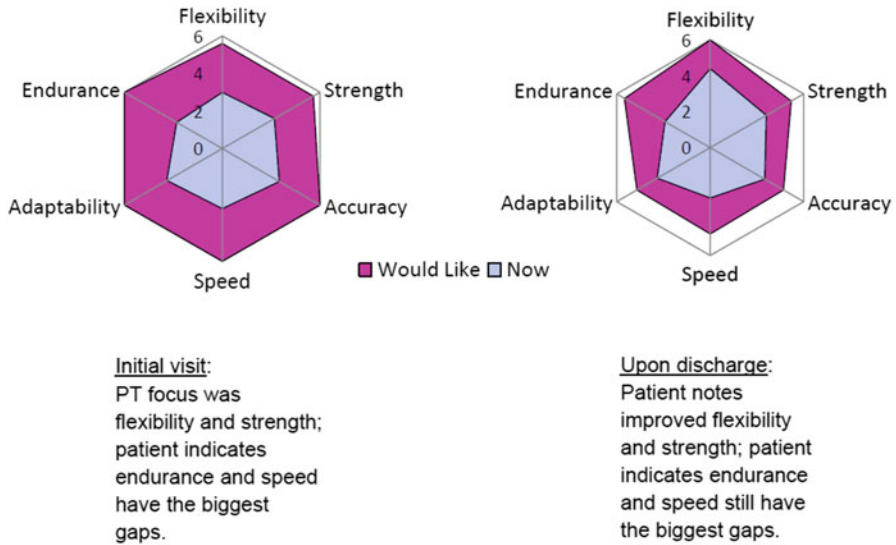 Flexibility
6
4
2
0
Endurance
Strength
Adaptability
Accuracy
Speed
Flexibility
6
4
2
0
Endurance
Strength
Adaptability
Accuracy
Speed
Would Like Now
Initial visit:
PT focus was
flexibility and strength;
patient indicates
endurance and speed
have the biggest
gaps.
Upon discharge:
Patient notes
improved flexibility
and strength; patient
indicates endurance
and speed still have
the biggest gaps.